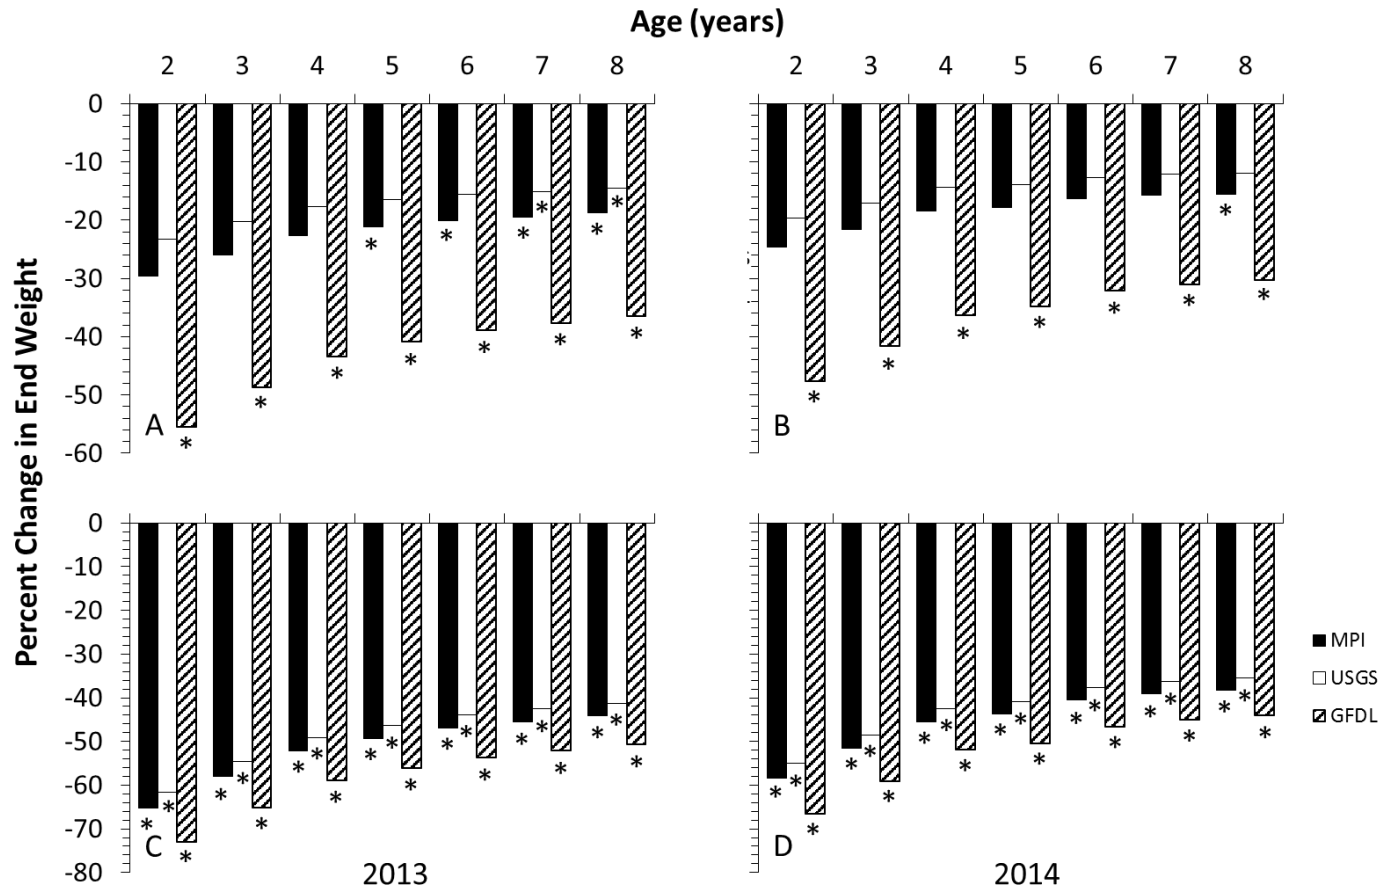 Age (years)
2 3 4 5 6 7 8
2 3 4 5 6 7 8
Percent Change in End Weight
0
-10
-20
-30
-40
-50
-60
* * * * * * * * * * * * *
A
* * * * * * * *
B
0
-10
-20
-30
-40
-50
-60
-70
-80
* * * * * * * * * * * * * * * * * * * * *
C
2013
* * * * * * * * * * * * * * * * * * * * *
D
2014
MPI
USGS
GFDL